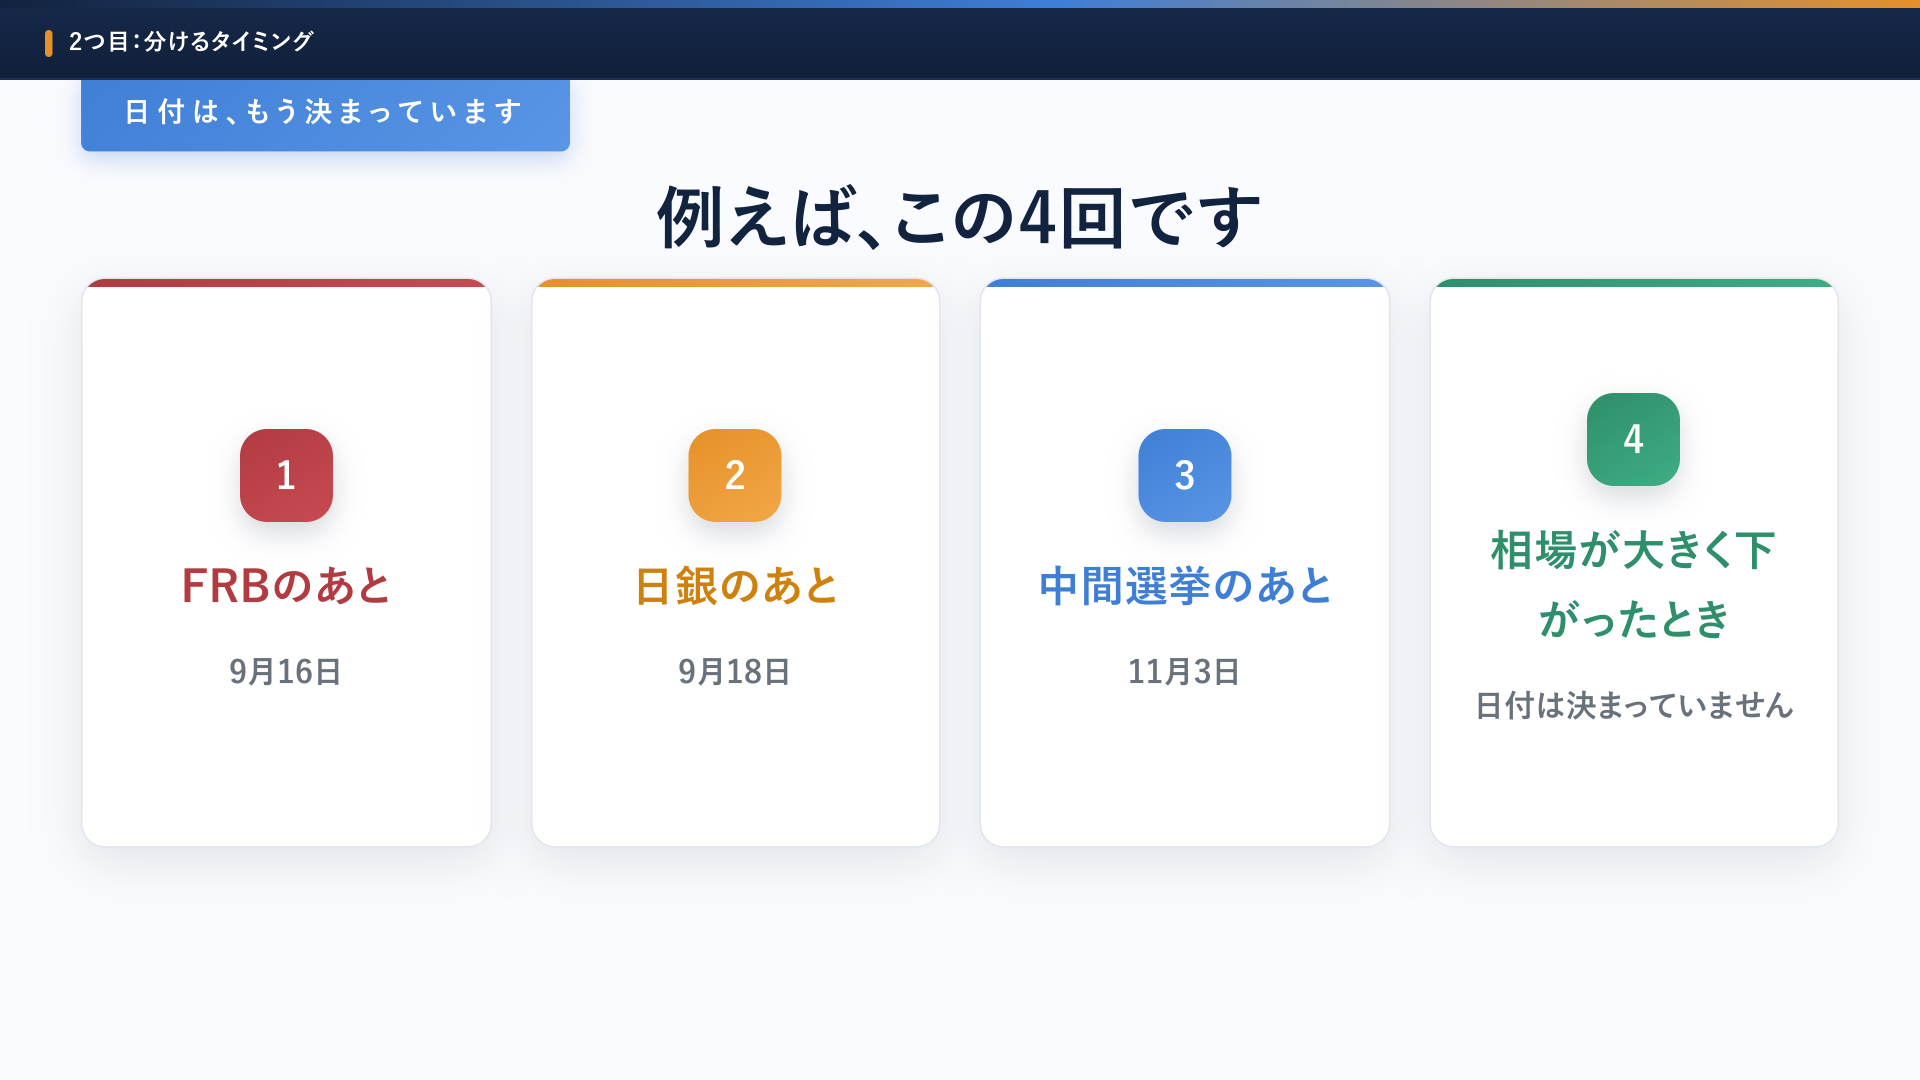 2つ目：分けるタイミング
日付は、もう決まっています
例えば、この4回です
1
FRBのあと
9月16日
2
日銀のあと
9月18日
3
中間選挙のあと
11月3日
4
相場が大きく下
がったとき
日付は決まっていません